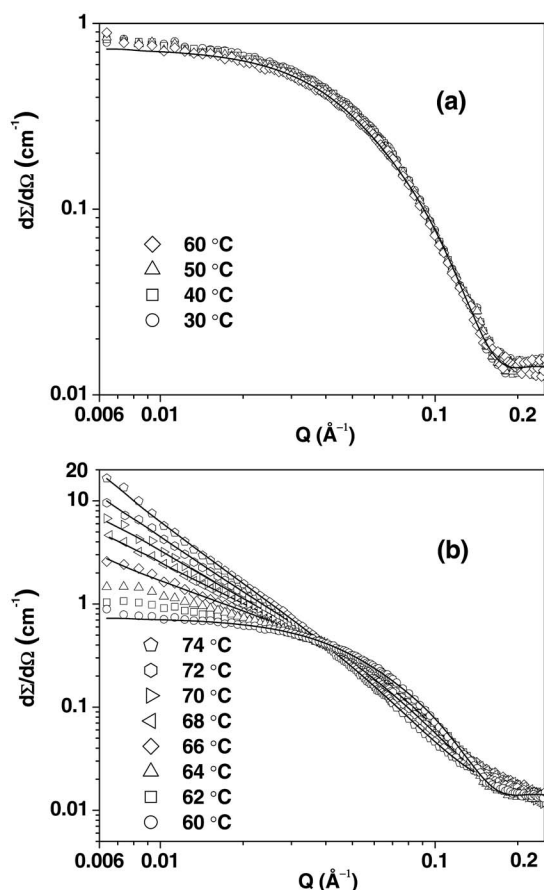 1
(a)
dΣ/dΩ (cm⁻¹)
0.1
60 °C
50 °C
40 °C
30 °C
0.01
0.006
0.01
0.1
0.2
Q (Å⁻¹)
20
10
(b)
dΣ/dΩ (cm⁻¹)
1
74 °C
72 °C
70 °C
68 °C
66 °C
64 °C
62 °C
60 °C
0.1
0.01
0.006
0.01
0.1
0.2
Q (Å⁻¹)